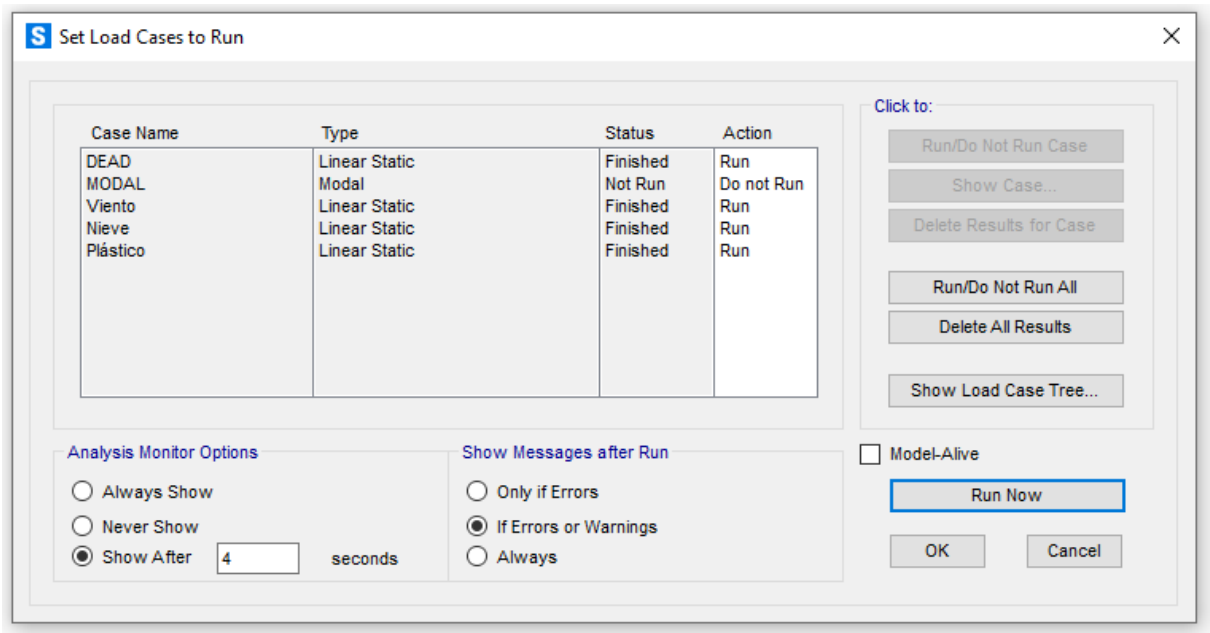 S Set Load Cases to Run
Click to:
Case Name Type Status Action
DEAD Linear Static Finished Run
MODAL Modal Not Run Do not Run
Viento Linear Static Finished Run
Nieve Linear Static Finished Run
Plástico Linear Static Finished Run
Run/Do Not Run Case
Show Case...
Delete Results for Case
Run/Do Not Run All
Delete All Results
Show Load Case Tree...
Analysis Monitor Options
Always Show
Never Show
Show After 4 seconds
Show Messages after Run
Only if Errors
If Errors or Warnings
Always
Model-Alive
Run Now
OK Cancel